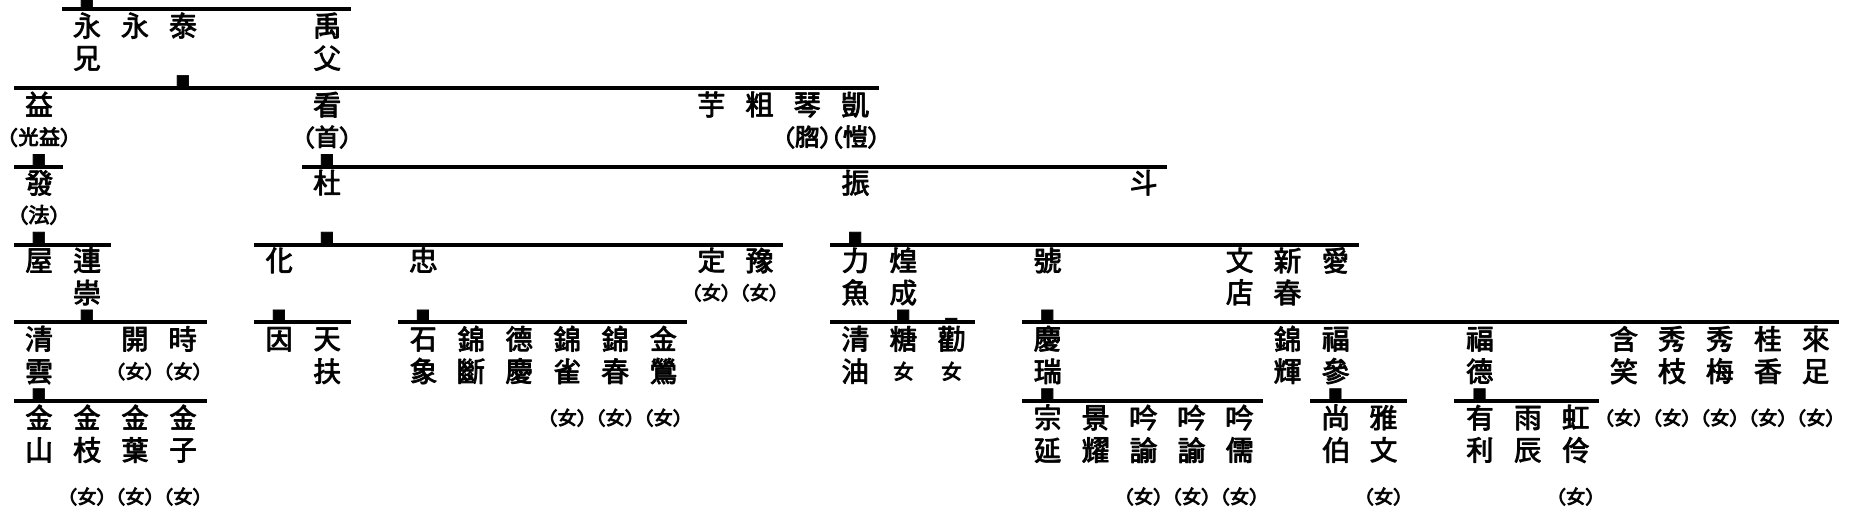 永兄 永 泰 禹父
益(光益) 看(首) 芋 粗 琴(䐶) 凱(愷)
發(法) 杜 振 斗
屋 連崇 化 忠 定(女) 豫(女) 力魚 煌成 號 文店 新春 愛
清雲 開(女) 時(女) 因 天扶 石象 錦斷 德慶 錦雀(女) 錦春(女) 金鶯(女) 清油 糖女 勸女 慶瑞 錦輝 福參 福德 含笑(女) 秀枝(女) 秀梅(女) 桂香(女) 來足(女)
金山 金枝(女) 金葉(女) 金子(女) 宗延 景耀 吟諭(女) 吟諭(女) 吟儒(女) 尚伯 雅文(女) 有利 雨辰 虹伶(女)